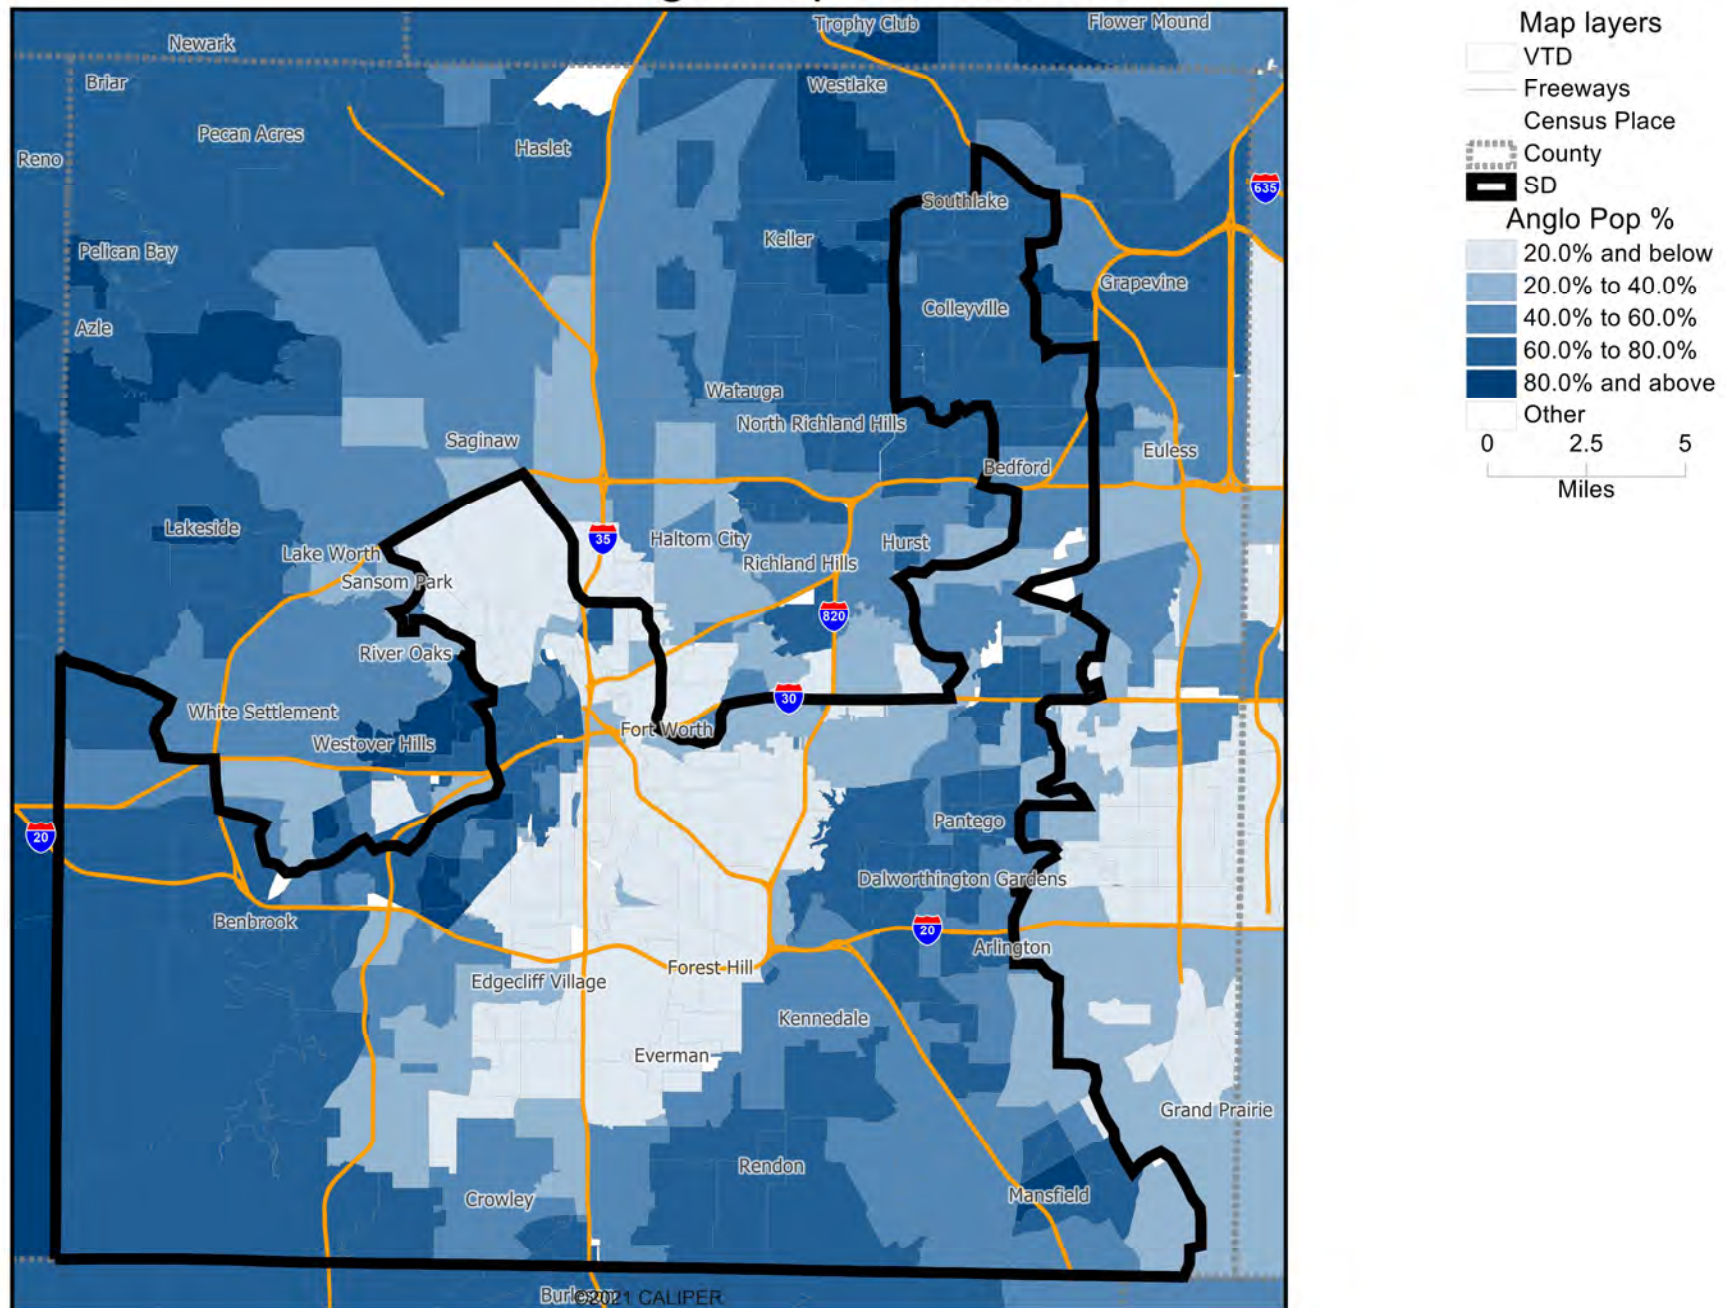 Trophy Club
Flower Mound
Newark
Briar
Westlake
Pecan Acres
Haslet
Reno
635
Southlake
Keller
Pelican Bay
Grapevine
Colleyville
Azle
Watauga
North Richland Hills
Saginaw
Euless
Bedford
Lakeside
35
Haltom City
Hurst
Lake Worth
Richland Hills
Sansom Park
820
River Oaks
30
White Settlement
Fort Worth
Westover Hills
20
Pantego
Dalworthington Gardens
Benbrook
20
Arlington
Forest Hill
Edgecliff Village
Kennedale
Everman
Grand Prairie
Rendon
Mansfield
Crowley
©2021 CALIPER
Map layers
VTD
Freeways
Census Place
County
SD
Anglo Pop %
20.0% and below
20.0% to 40.0%
40.0% to 60.0%
60.0% to 80.0%
80.0% and above
Other
0 2.5 5
Miles